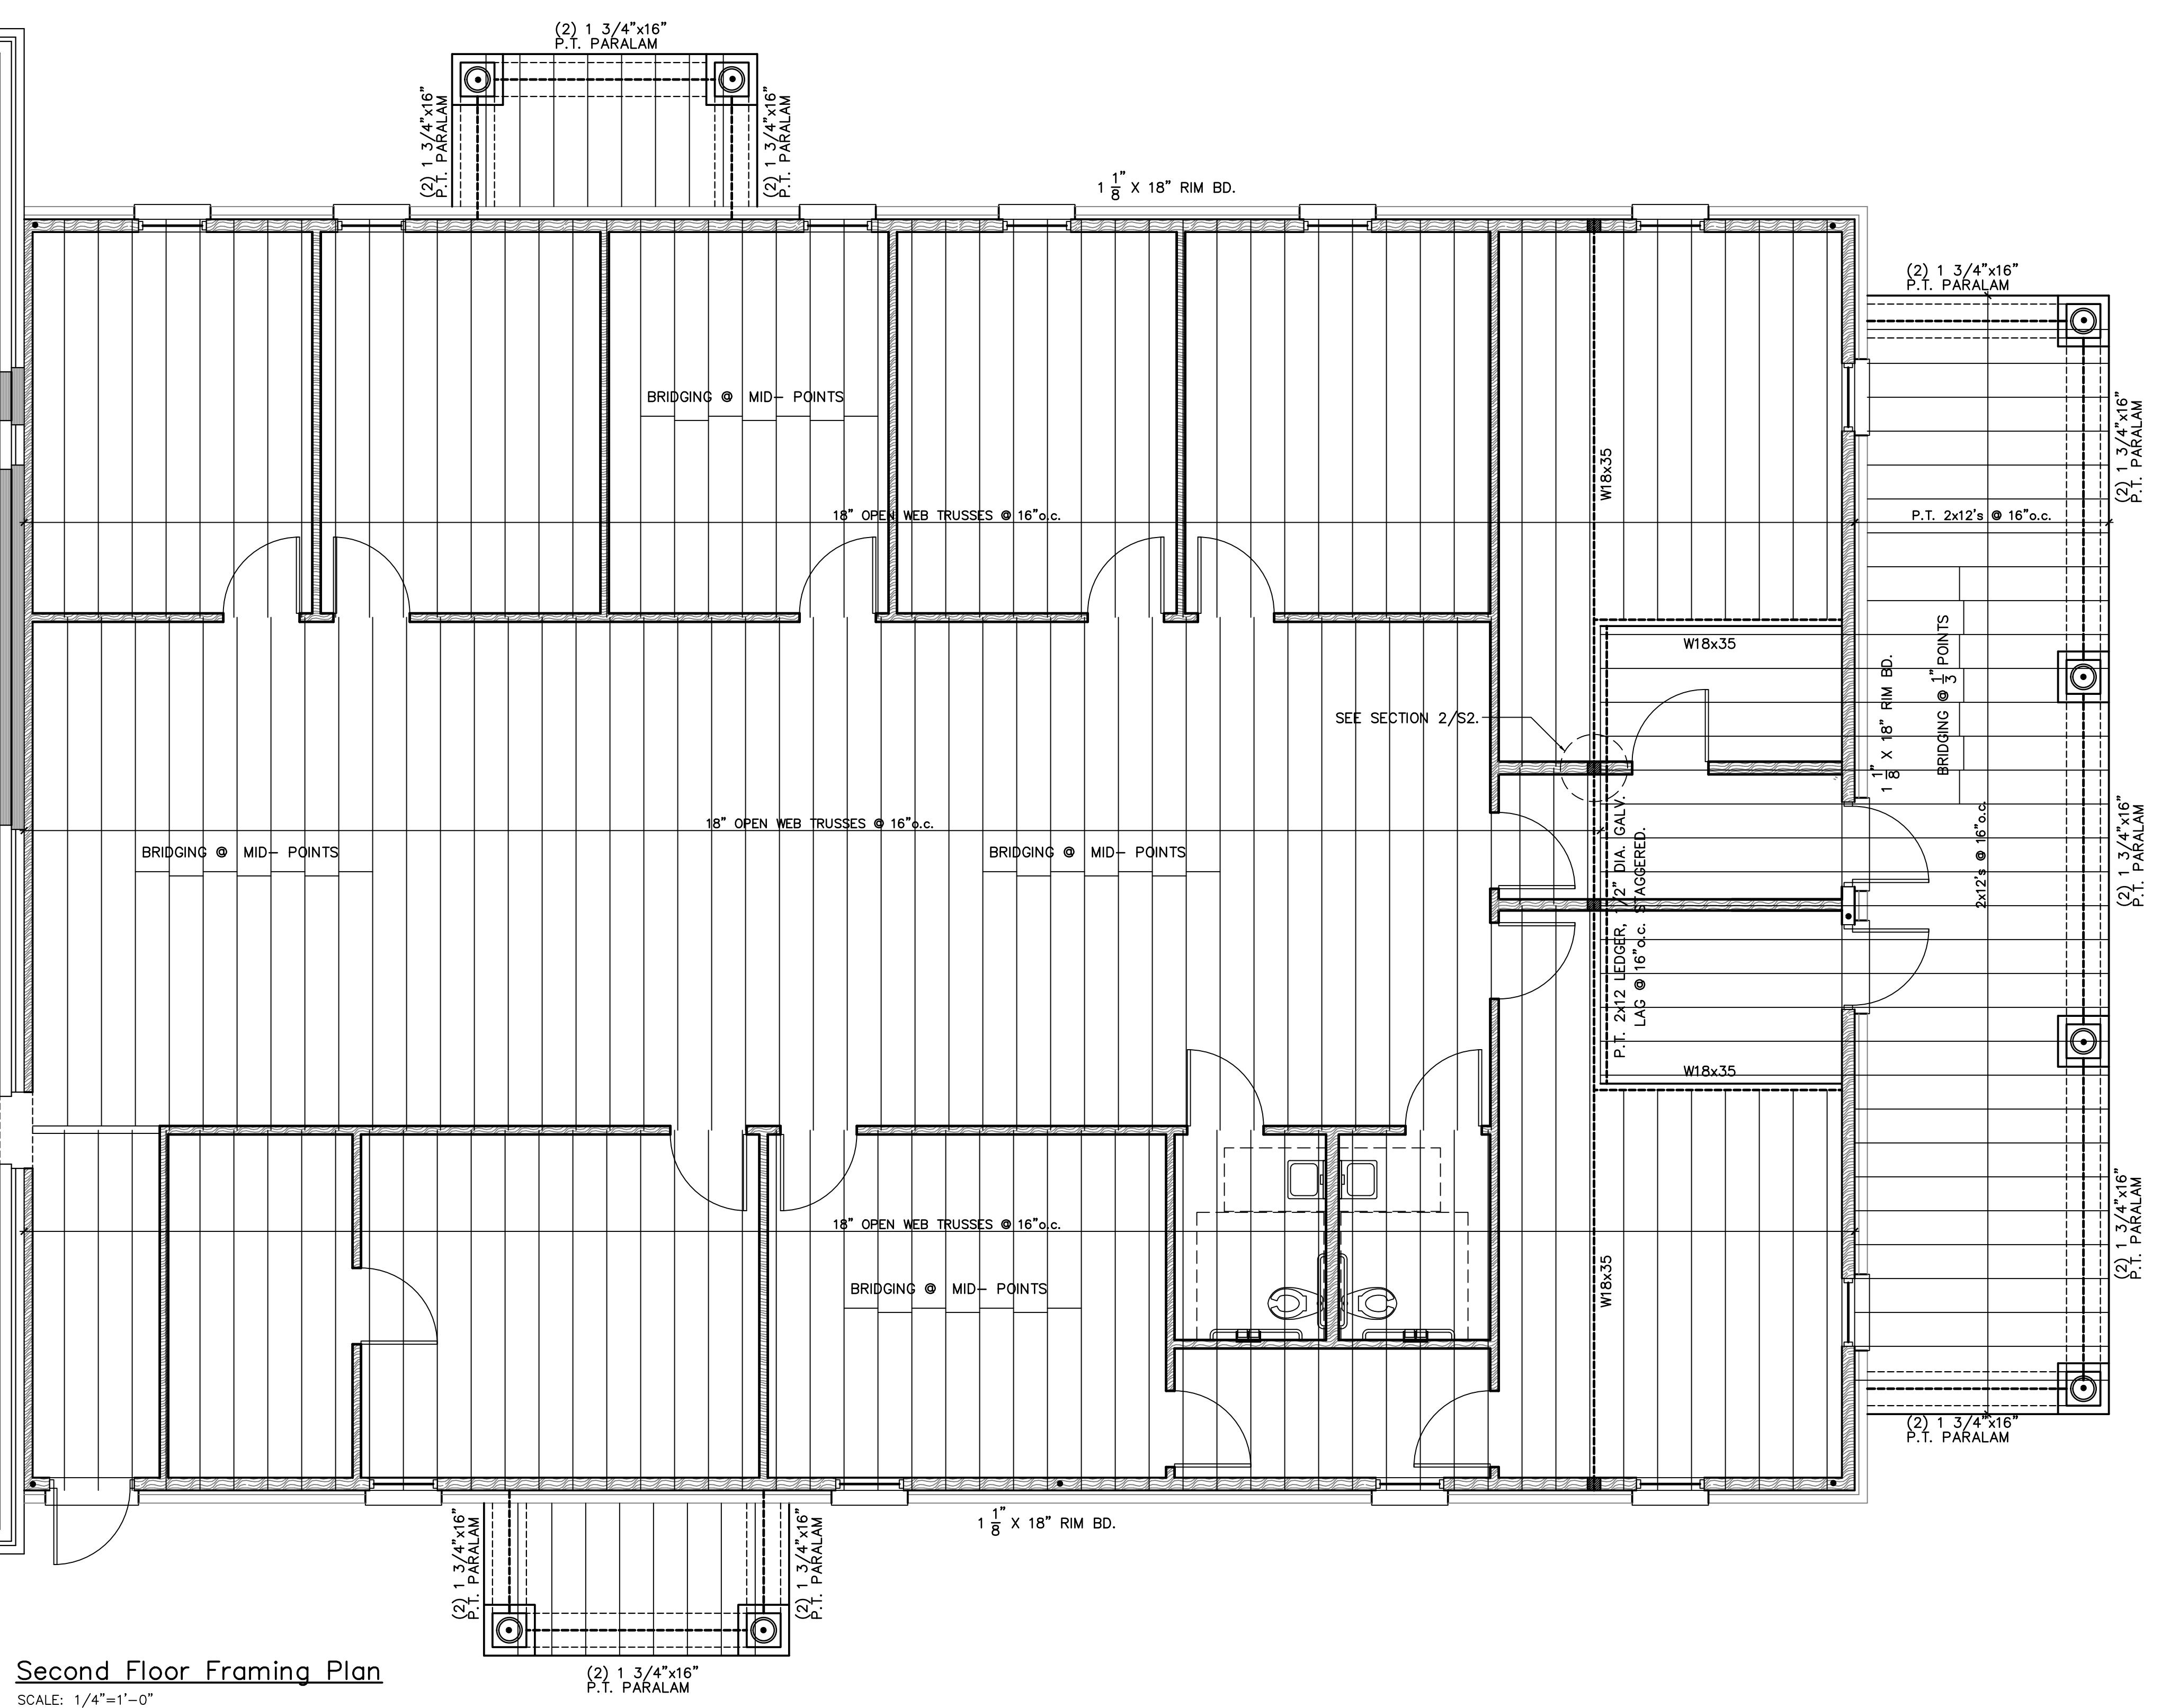 (2) 1 3/4"x16"
P.T. PARALAM
(2) 1 3/4"x16"
P.T. PARALAM
(2) 1 3/4"x16"
P.T. PARALAM
1 1/8" X 18" RIM BD.
(2) 1 3/4"x16"
P.T. PARALAM
BRIDGING @ MID- POINTS
(2) 1 3/4"x16"
P.T. PARALAM
W18x35
18" OPEN WEB TRUSSES @ 16"o.c.
P.T. 2x12's @ 16"o.c.
W18x35
BRIDGING @ 1/3" POINTS
1 1/8" X 18" RIM BD.
SEE SECTION 2/S2.
18" OPEN WEB TRUSSES @ 16"o.c.
BRIDGING @ MID- POINTS
BRIDGING @ MID- POINTS
P.T. 2x12 LEDGER, 1/2" DIA. GALV.
LAG @ 16"o.c. STAGGERED.
2x12's @ 16"o.c.
(2) 1 3/4"x16"
P.T. PARALAM
W18x35
18" OPEN WEB TRUSSES @ 16"o.c.
(2) 1 3/4"x16"
P.T. PARALAM
BRIDGING @ MID- POINTS
W18x35
(2) 1 3/4"x16"
P.T. PARALAM
1 1/8" X 18" RIM BD.
(2) 1 3/4"x16"
P.T. PARALAM
(2) 1 3/4"x16"
P.T. PARALAM
(2) 1 3/4"x16"
P.T. PARALAM
Second Floor Framing Plan
SCALE: 1/4"=1'-0"